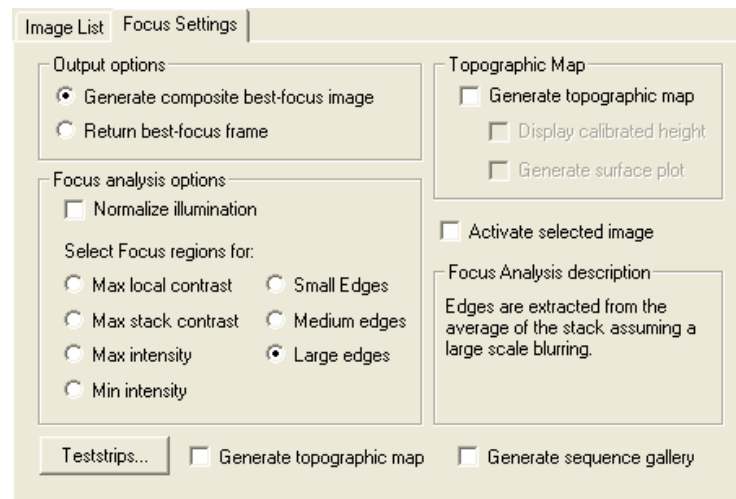 Image List
Focus Settings
Output options
Generate composite best-focus image
Return best-focus frame
Focus analysis options
Normalize illumination
Select Focus regions for:
Max local contrast
Small Edges
Max stack contrast
Medium edges
Max intensity
Large edges
Min intensity
Topographic Map
Generate topographic map
Display calibrated height
Generate surface plot
Activate selected image
Focus Analysis description
Edges are extracted from the
average of the stack assuming a
large scale blurring.
Teststrips...
Generate topographic map
Generate sequence gallery